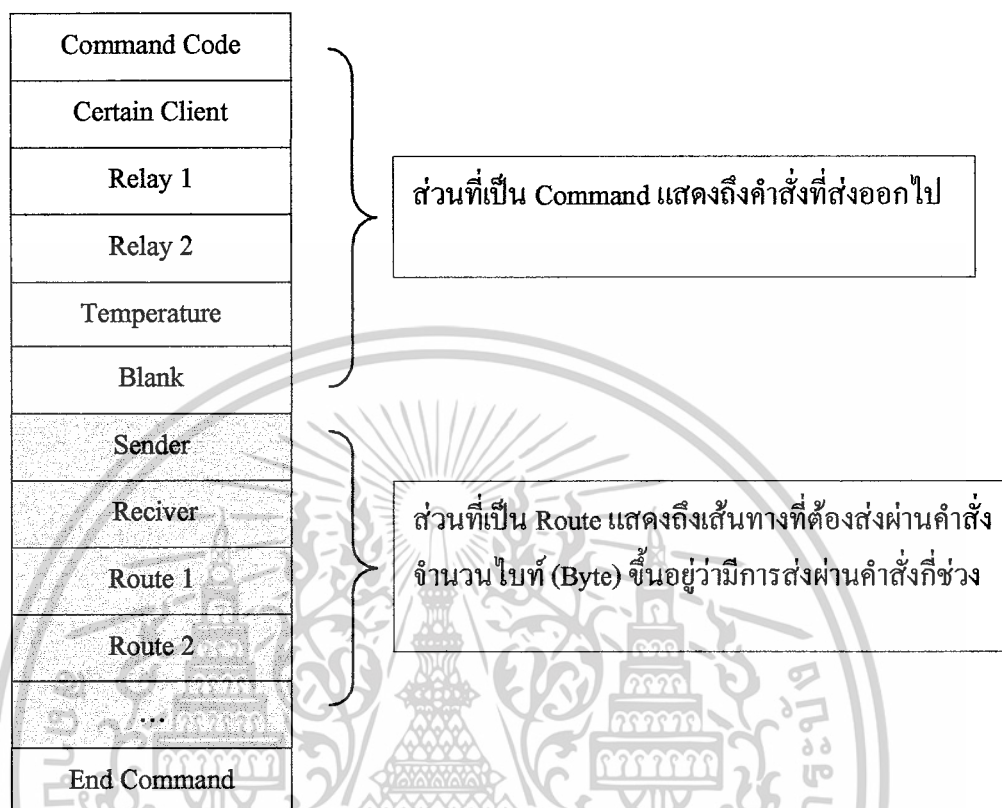 Command Code
Certain Client
Relay 1
Relay 2
Temperature
Blank
Sender
Reciver
Route 1
Route 2
...
End Command
ส่วนที่เป็น Command แสดงถึงคำสั่งที่ส่งออกไป
ส่วนที่เป็น Route แสดงถึงเส้นทางที่ต้องส่งผ่านคำสั่ง
จำนวนไบท์ (Byte) ขึ้นอยู่ว่ามีการส่งผ่านคำสั่งกี่ช่วง